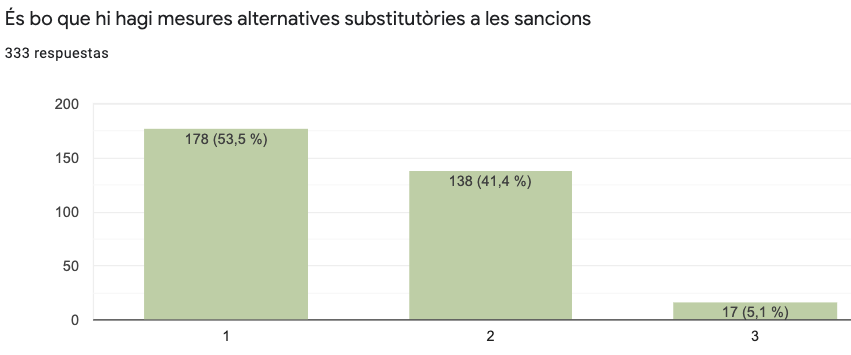 És bo que hi hagi mesures alternatives substitutòries a les sancions
333 respuestas
200
150
100
50
0
178 (53,5 %)
138 (41,4 %)
17 (5,1 %)
1
2
3